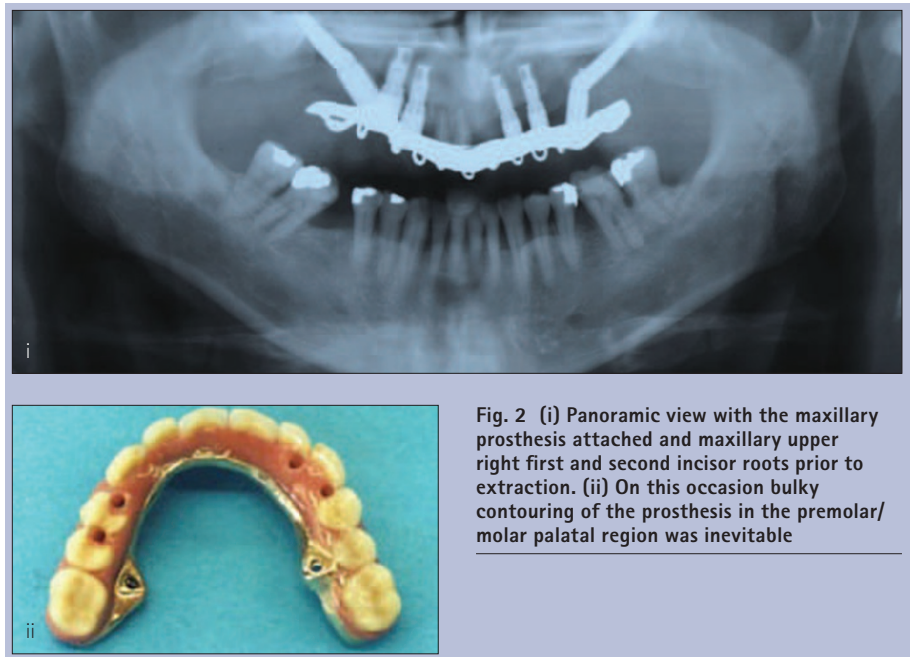 i
ii
Fig. 2 (i) Panoramic view with the maxillary
prosthesis attached and maxillary upper
right first and second incisor roots prior to
extraction. (ii) On this occasion bulky
contouring of the prosthesis in the premolar/
molar palatal region was inevitable